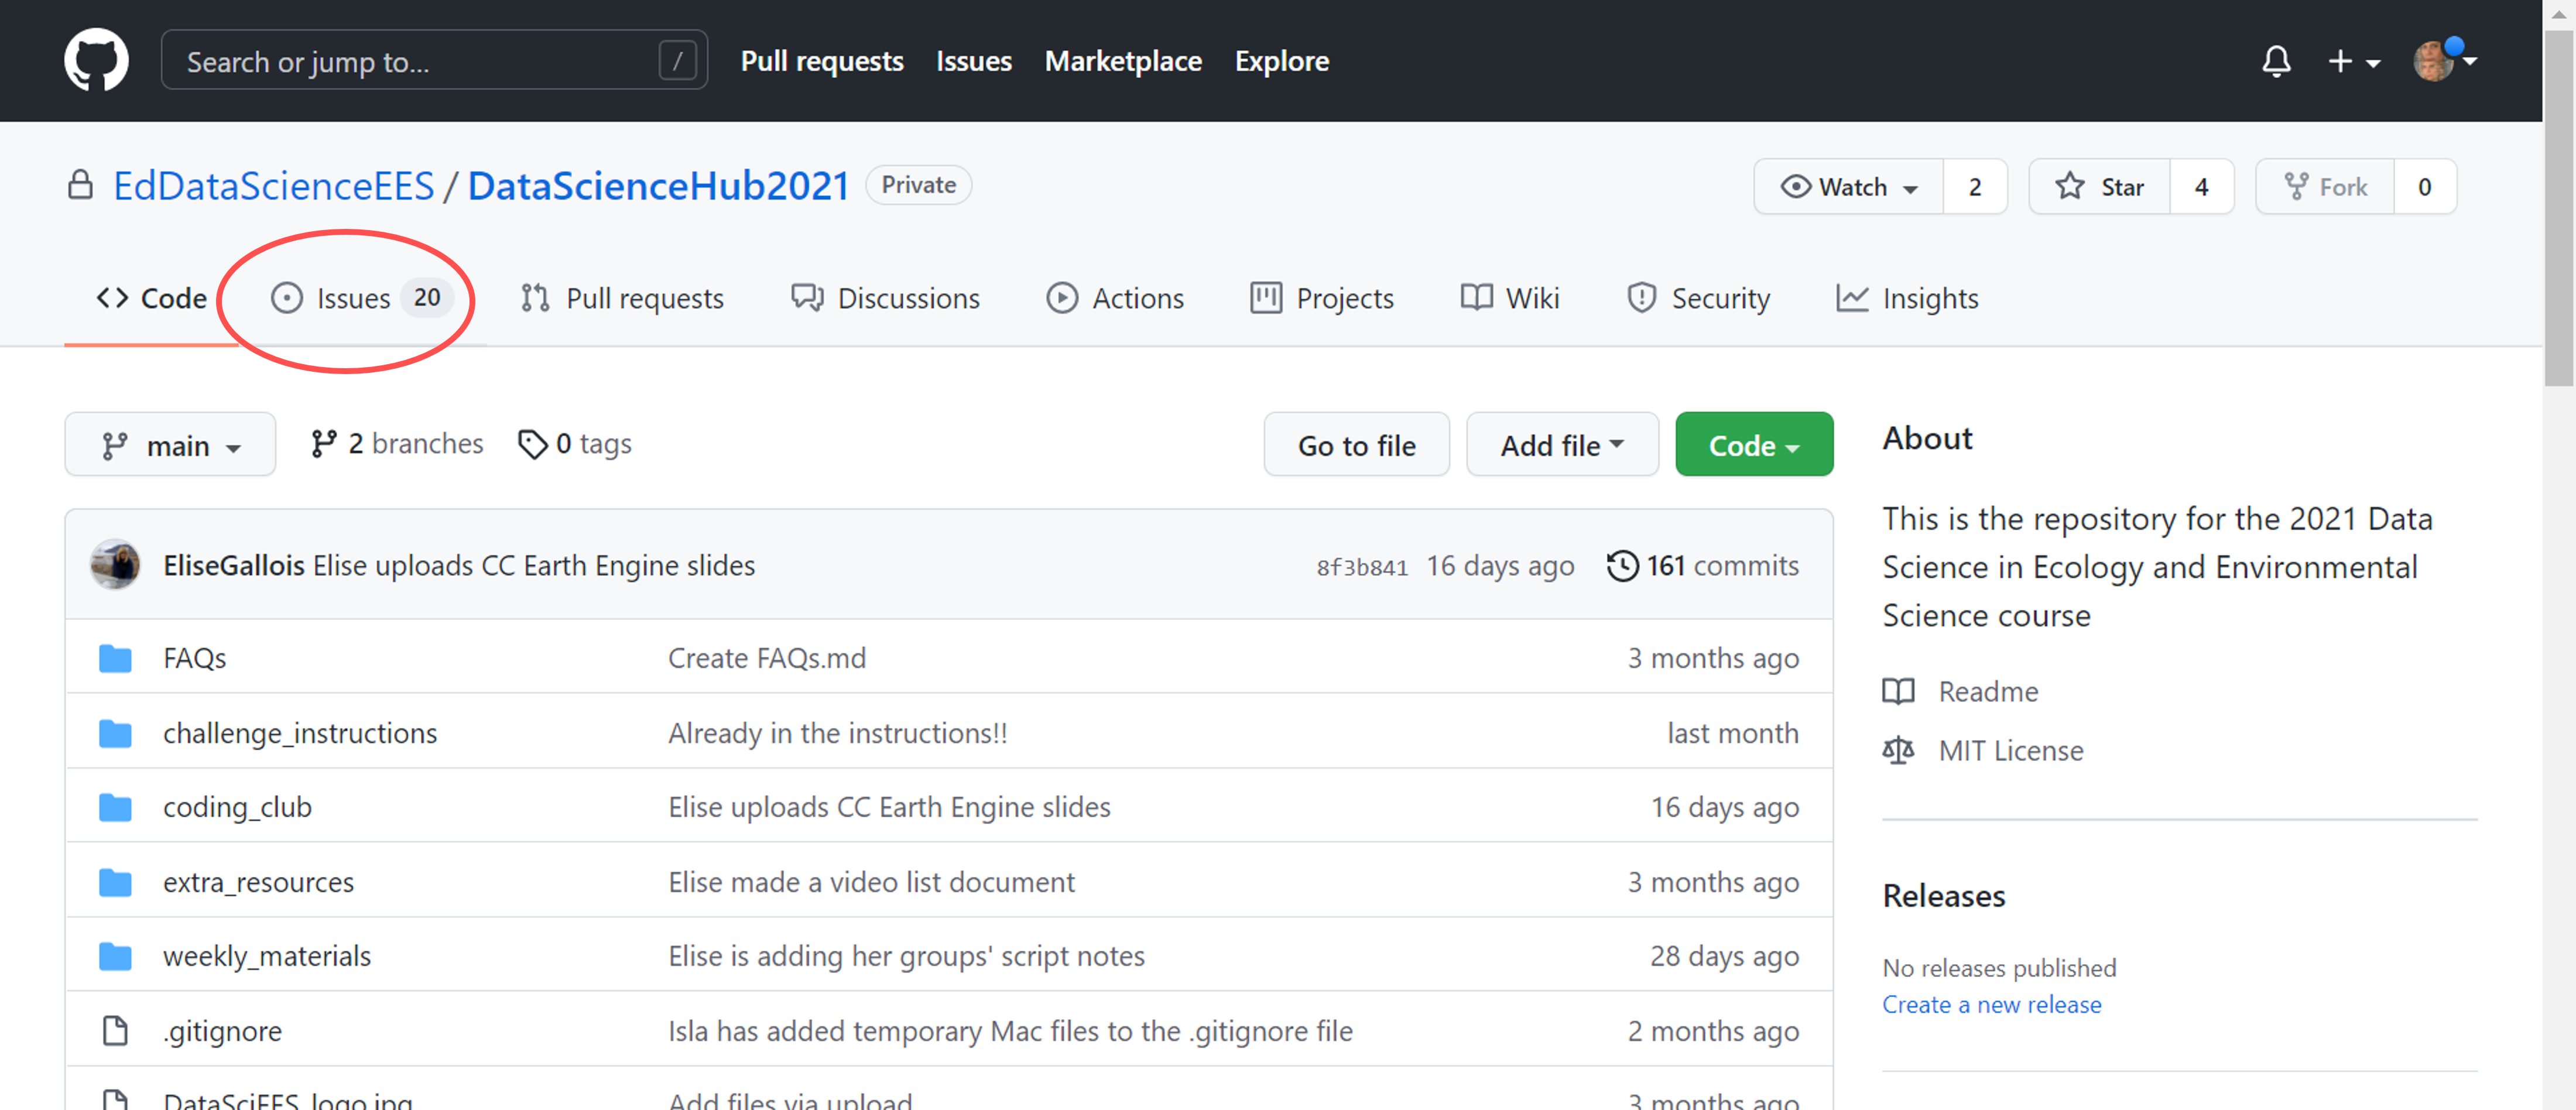 Search or jump to... /
Pull requests Issues Marketplace Explore
EdDataScienceEES / DataScienceHub2021 Private
Watch 2 Star 4 Fork 0
Code Issues 20 Pull requests Discussions Actions Projects Wiki Security Insights
main 2 branches 0 tags Go to file Add file Code
EliseGallois Elise uploads CC Earth Engine slides 8f3b841 16 days ago 161 commits
FAQs Create FAQs.md 3 months ago
challenge_instructions Already in the instructions!! last month
coding_club Elise uploads CC Earth Engine slides 16 days ago
extra_resources Elise made a video list document 3 months ago
weekly_materials Elise is adding her groups' script notes 28 days ago
.gitignore Isla has added temporary Mac files to the .gitignore file 2 months ago
DataSciEES_logo.jpg Add files via upload 3 months ago
About
This is the repository for the 2021 Data
Science in Ecology and Environmental
Science course
Readme
MIT License
Releases
No releases published
Create a new release